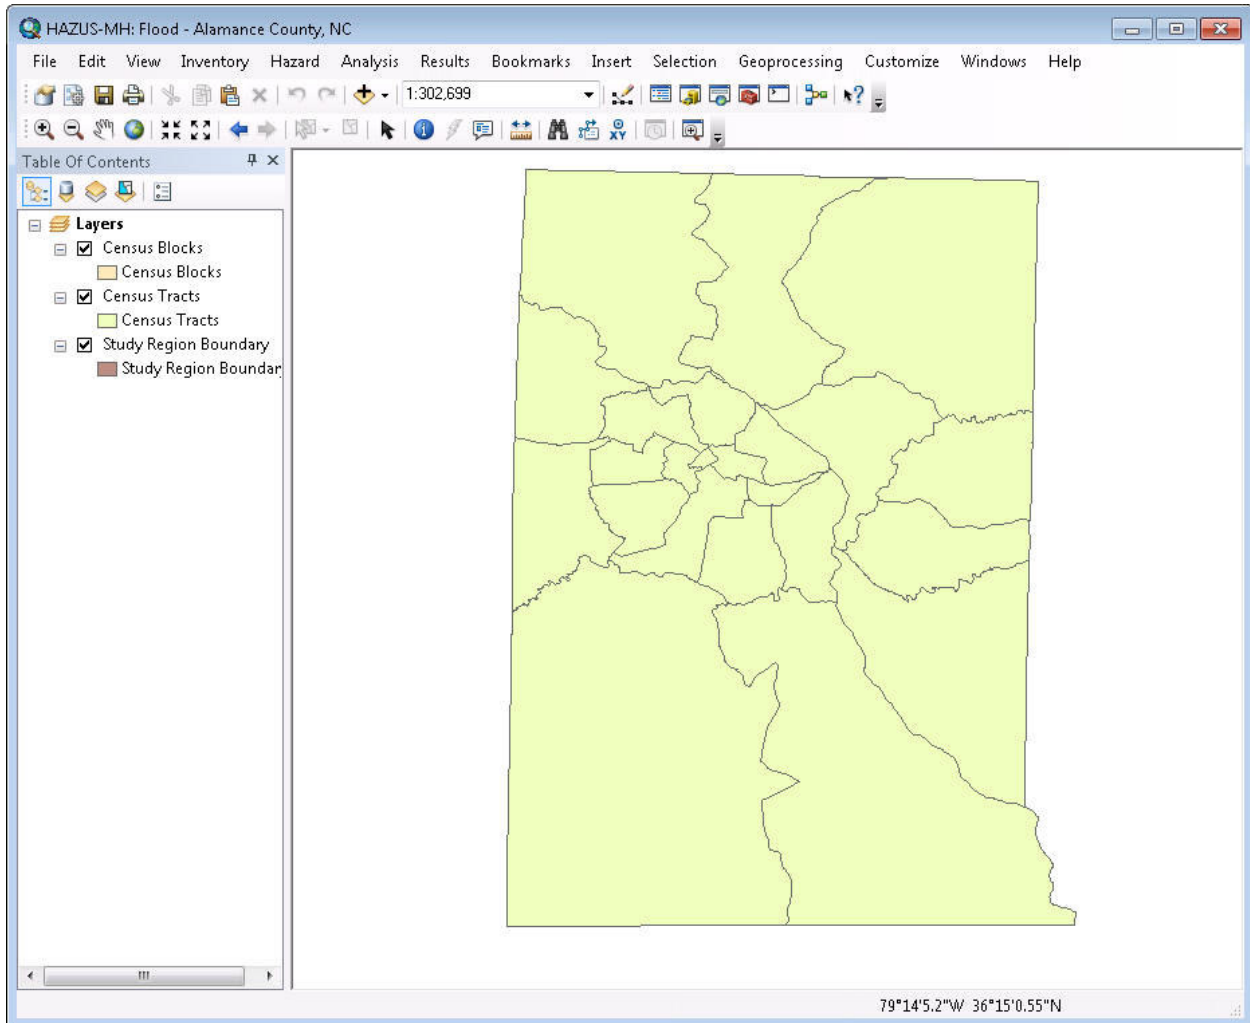 HAZUS-MH: Flood - Alamance County, NC
File Edit View Inventory Hazard Analysis Results Bookmarks Insert Selection Geoprocessing Customize Windows Help
1:302,699
XY
Table Of Contents
Layers
Census Blocks
Census Blocks
Census Tracts
Census Tracts
Study Region Boundary
Study Region Boundar
79°14'5.2"W 36°15'0.55"N